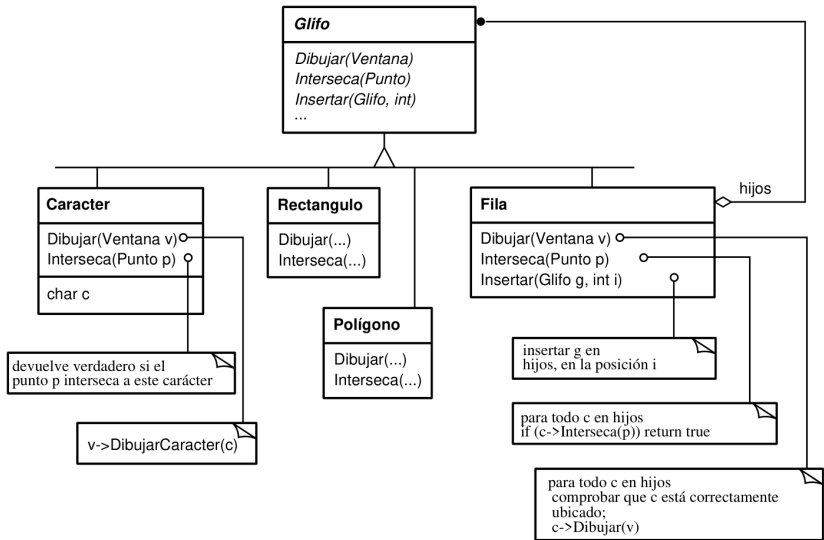 Glifo
Dibujar(Ventana)
Interseca(Punto)
Insertar(Glifo, int)
...
hijos
Caracter
Dibujar(Ventana v)
Interseca(Punto p)
char c
Rectangulo
Dibujar(...)
Interseca(...)
Fila
Dibujar(Ventana v)
Interseca(Punto p)
Insertar(Glifo g, int i)
Polígono
Dibujar(...)
Interseca(...)
devuelve verdadero si el
punto p interseca a este carácter
v->DibujarCaracter(c)
insertar g en
hijos, en la posición i
para todo c en hijos
if (c->Interseca(p)) return true
para todo c en hijos
comprobar que c está correctamente
ubicado;
c->Dibujar(v)